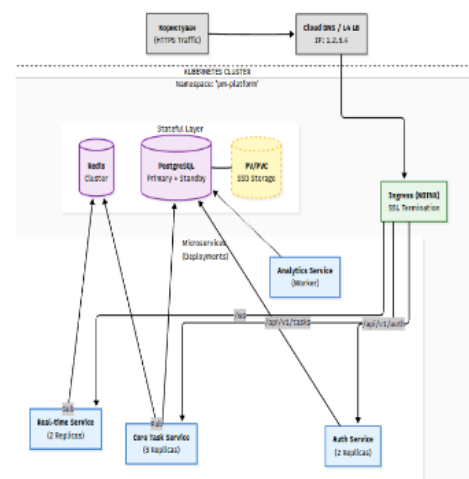 Користувач
(HTTPS Traffic)
Cloud DNS / L4 LB
IP: 1.2.3.4
KUBERNETES CLUSTER
Namespace: 'pm-platform'
Stateful Layer
Redis
Cluster
PostgreSQL
Primary + Standby
PV/PVC
SSD Storage
Ingress (NGINX)
SSL Termination
Microservices
(Deployments)
Analytics Service
(Worker)
/ws
/api/v1/tasks
/api/v1/auth
Sub
Real-time Service
(2 Replicas)
Pub
Core Task Service
(3 Replicas)
Auth Service
(2 Replicas)